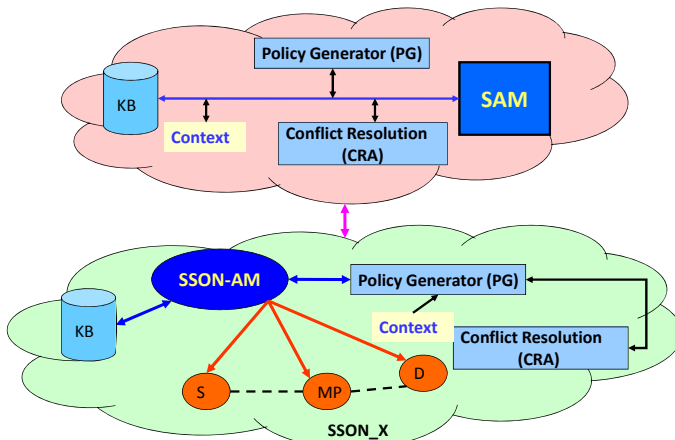 Policy Generator (PG)
KB
SAM
Context
Conflict Resolution
(CRA)
SSON-AM
Policy Generator (PG)
KB
Context
Conflict Resolution
(CRA)
D
S
MP
SSON_X